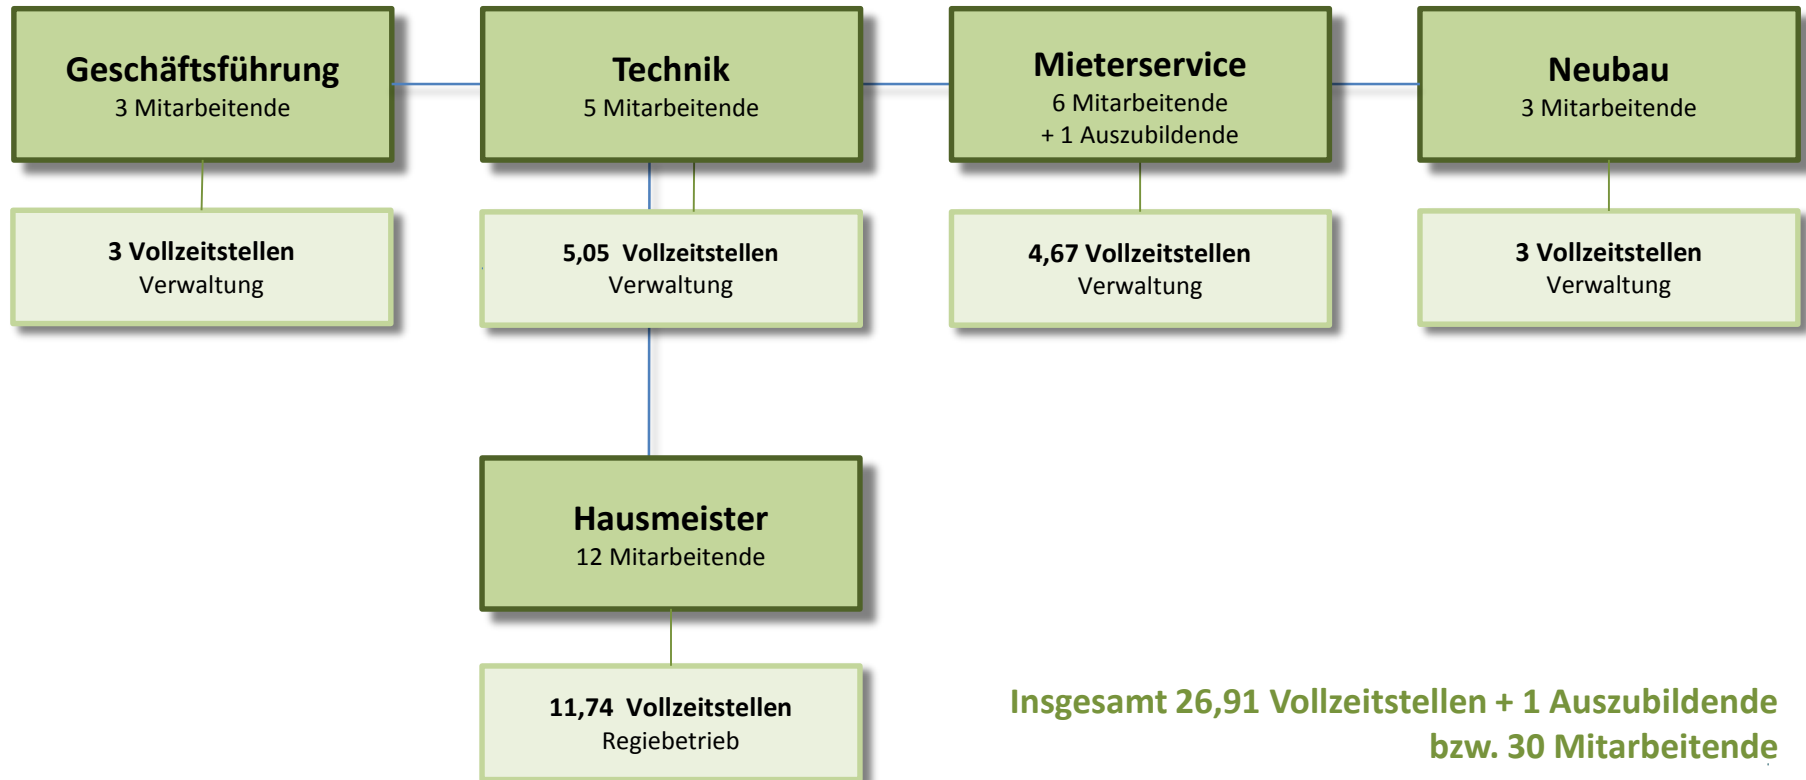 Geschäftsführung
3 Mitarbeitende
Technik
5 Mitarbeitende
Mieterservice
6 Mitarbeitende
+ 1 Auszubildende
Neubau
3 Mitarbeitende
3 Vollzeitstellen
Verwaltung
5,05 Vollzeitstellen
Verwaltung
4,67 Vollzeitstellen
Verwaltung
3 Vollzeitstellen
Verwaltung
Hausmeister
12 Mitarbeitende
11,74 Vollzeitstellen
Regiebetrieb
Insgesamt 26,91 Vollzeitstellen + 1 Auszubildende
bzw. 30 Mitarbeitende